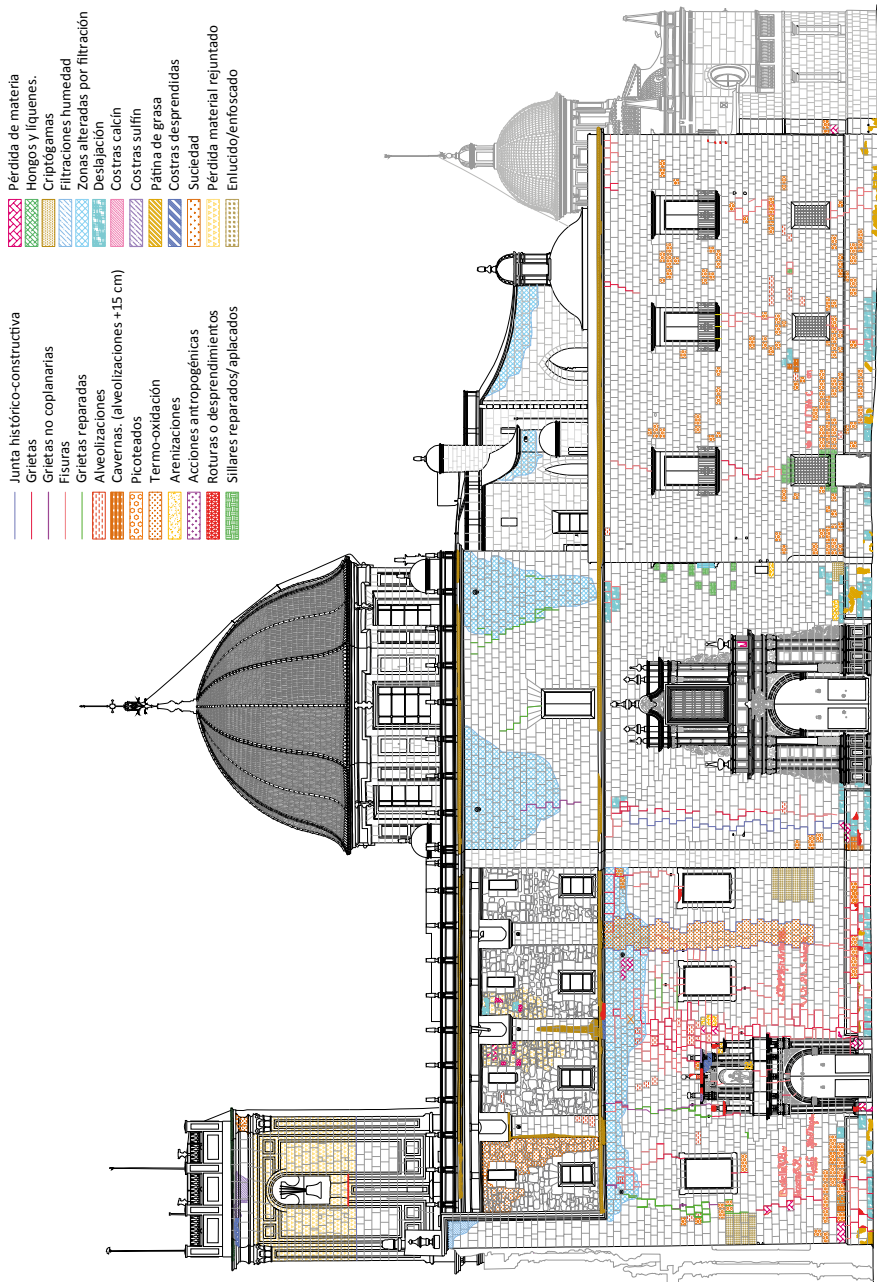 Junta histórico-constructiva
Grietas
Grietas no coplanarias
Fisuras
Grietas reparadas
Alveolizaciones
Cavernas. (alveolizaciones +15 cm)
Picoteados
Termo-oxidación
Arenizaciones
Acciones antropogénicas
Roturas o desprendimientos
Sillares reparados/aplacados
Pérdida de materia
Hongos y líquenes.
Criptógamas
Filtraciones humedad
Zonas alteradas por filtración
Deslajación
Costras calcín
Costras sulfín
Pátina de grasa
Costras desprendidas
Suciedad
Pérdida material rejuntado
Enlucido/enfoscado